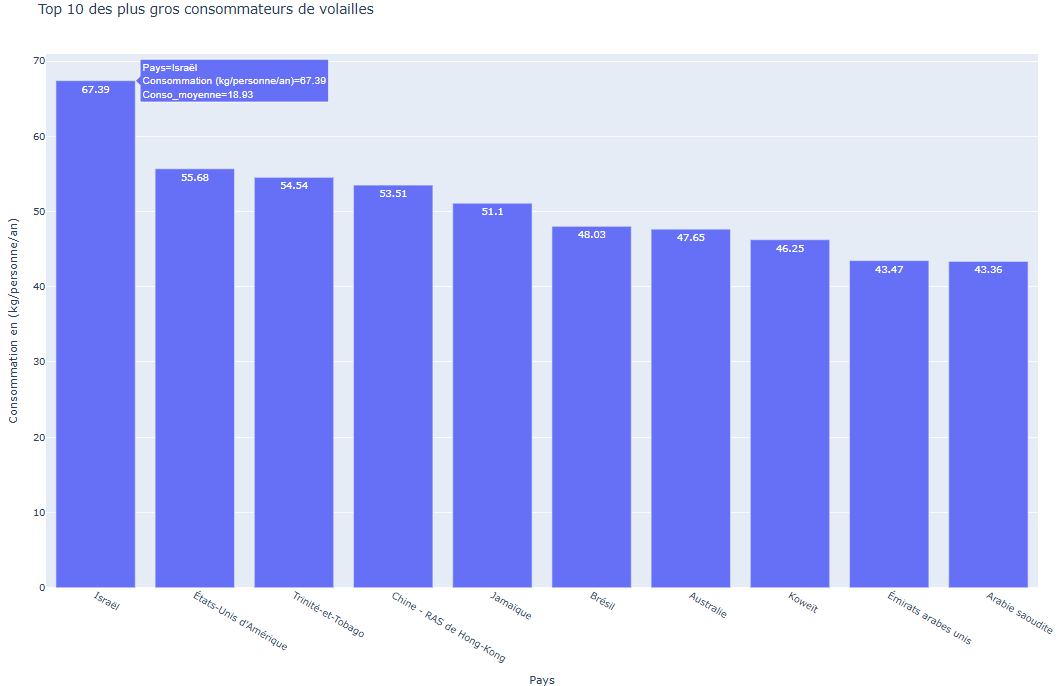 Top 10 des plus gros consommateurs de volailles
Pays=Israël
Consommation (kg/personne/an)=67.39
Conso_moyenne=18.93
Consommation en (kg/personne/an)
70
60
50
40
30
20
10
0
67.39
55.68
54.54
53.51
51.1
48.03
47.65
46.25
43.47
43.36
Israël
États-Unis d'Amérique
Trinité-et-Tobago
Chine - RAS de Hong-Kong
Jamaïque
Brésil
Australie
Koweït
Émirats arabes unis
Arabie saoudite
Pays